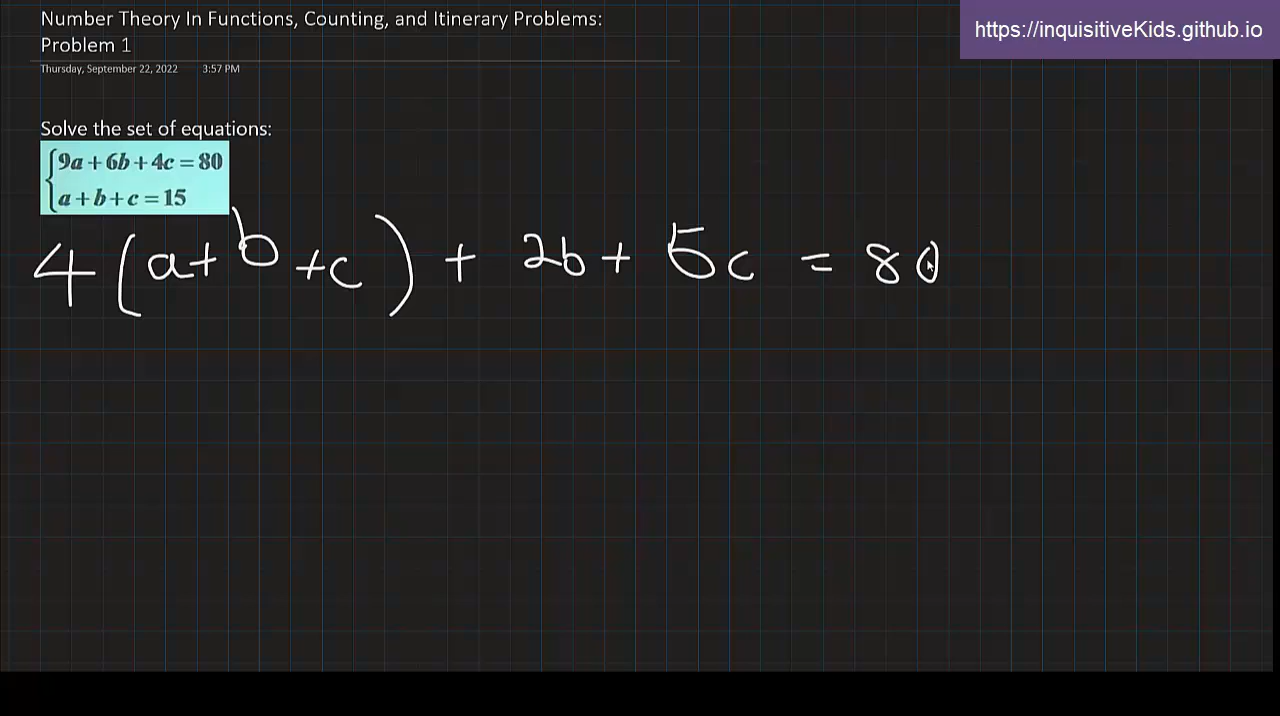 Number Theory In Functions, Counting, and Itinerary Problems:
Problem 1
https://inquisitiveKids.github.io
Thursday, September 22, 2022 3:57 PM
Solve the set of equations:
9a + 6b + 4c = 80
a + b + c = 15
4(a+b+c) + 2b + 5c = 80